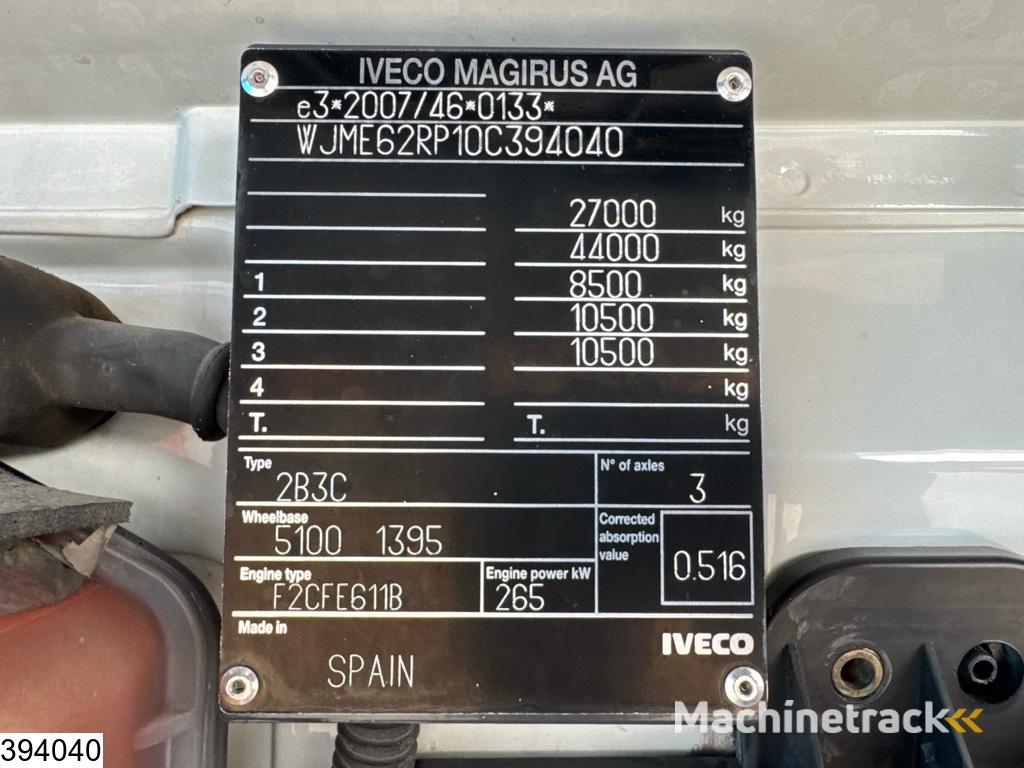 IVECO MAGIRUS AG
e3*2007/46*0133*
WJME62RP10C394040
27000 kg
44000 kg
1 8500 kg
2 10500 kg
3 10500 kg
4 kg
T. T. kg
Type N° of axles
2B3C 3
Wheelbase Corrected absorption value
5100 1395 0.516
Engine type Engine power kW
F2CFE611B 265
Made in IVECO
SPAIN
Machinetrack
394040